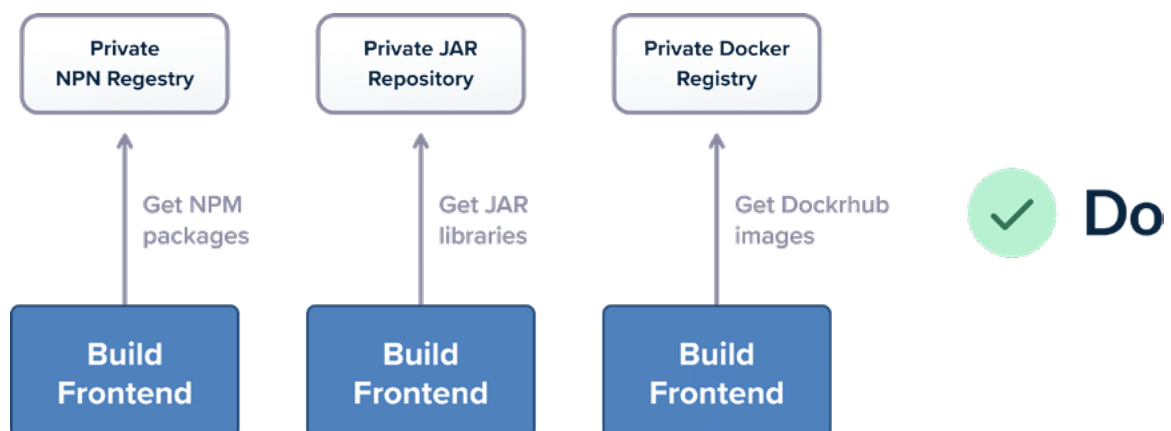 Private
NPN Regestry
Private JAR
Repository
Private Docker
Registry
Get NPM
packages
Get JAR
libraries
Get Dockrhub
images
Do
Build
Frontend
Build
Frontend
Build
Frontend